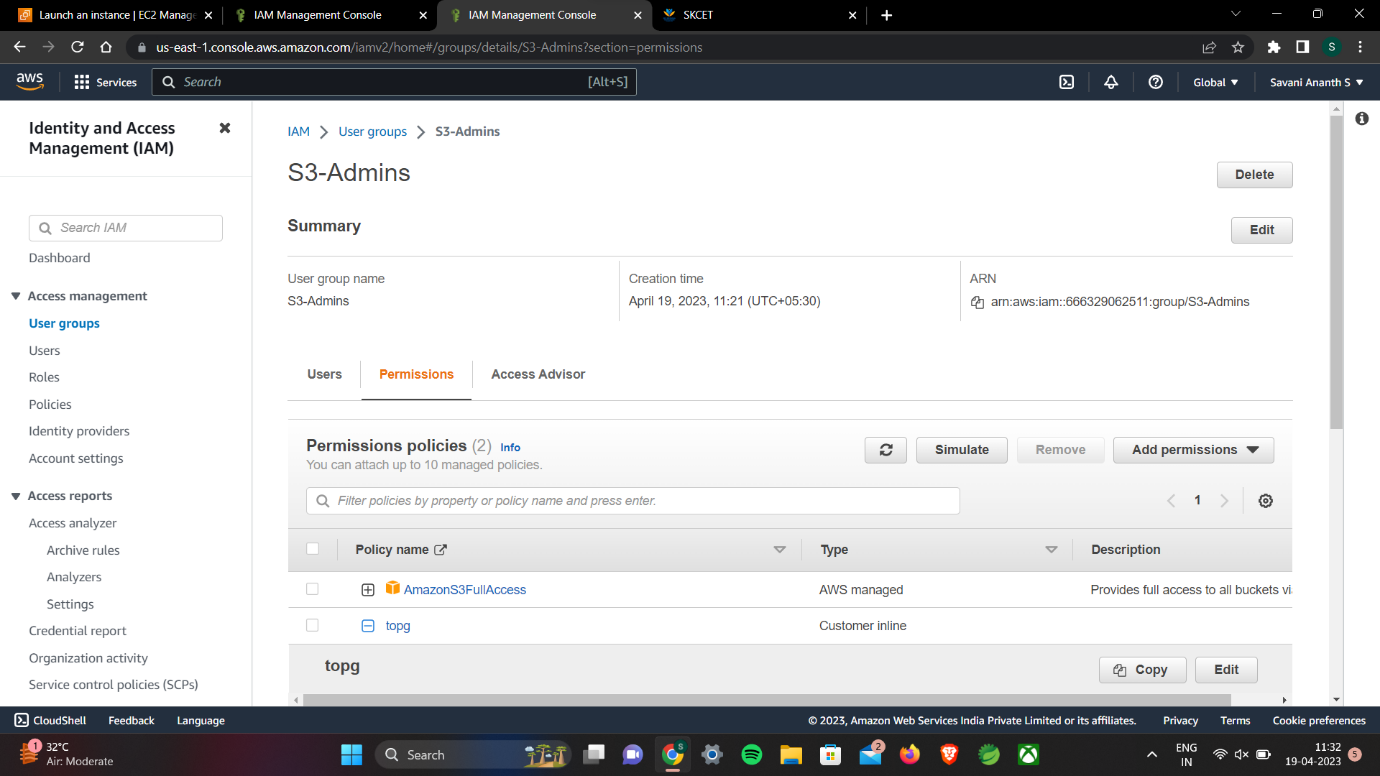 Launch an instance | EC2 Manage
IAM Management Console
IAM Management Console
SKCET
us-east-1.console.aws.amazon.com/iamv2/home#/groups/details/S3-Admins?section=permissions
S
aws
Services
Search
[Alt+S]
Global
Savani Ananth S
Identity and Access
Management (IAM)
Search IAM
Dashboard
Access management
User groups
Users
Roles
Policies
Identity providers
Account settings
Access reports
Access analyzer
Archive rules
Analyzers
Settings
Credential report
Organization activity
Service control policies (SCPs)
IAM
User groups
S3-Admins
S3-Admins
Delete
Summary
Edit
User group name
S3-Admins
Creation time
April 19, 2023, 11:21 (UTC+05:30)
ARN
arn:aws:iam::666329062511:group/S3-Admins
Users
Permissions
Access Advisor
Permissions policies (2) Info
You can attach up to 10 managed policies.
Simulate
Remove
Add permissions
Filter policies by property or policy name and press enter.
1
Policy name
Type
Description
AmazonS3FullAccess
AWS managed
Provides full access to all buckets vi
topg
Customer inline
topg
Copy
Edit
CloudShell
Feedback
Language
© 2023, Amazon Web Services India Private Limited or its affiliates.
Privacy
Terms
Cookie preferences
1
32°C
Air: Moderate
Search
S
2
ENG
IN
11:32
19-04-2023
5